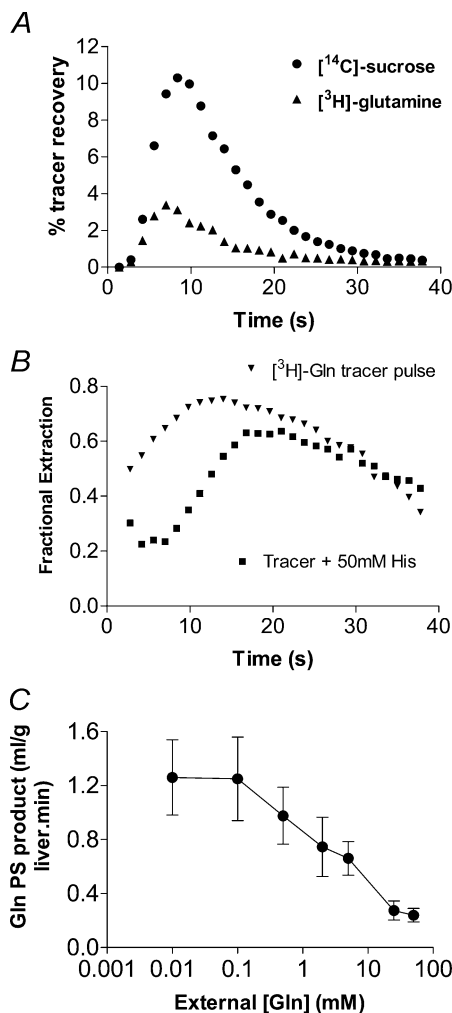 A
12
10
8
6
4
2
0
% tracer recovery
[¹⁴C]-sucrose
[³H]-glutamine
0 10 20 30 40
Time (s)
B
0.8
0.6
0.4
0.2
0.0
Fractional Extraction
[³H]-Gln tracer pulse
Tracer + 50mM His
0 10 20 30 40
Time (s)
C
1.6
1.2
0.8
0.4
0.0
Gln PS product (ml/g
liver.min)
0.001 0.01 0.1 1 10 100
External [Gln] (mM)